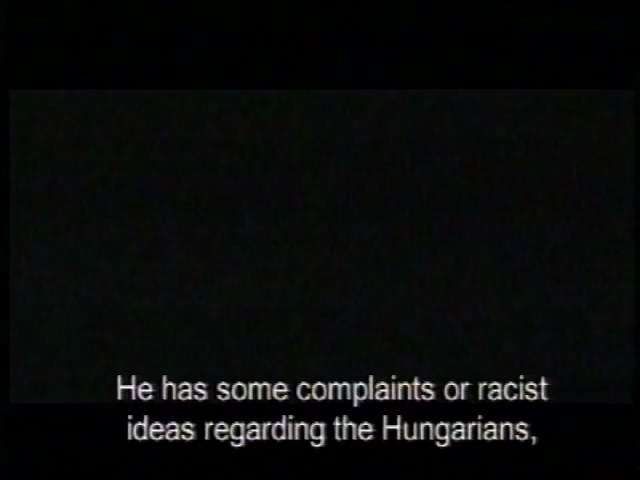 He has some complaints or racist
ideas regarding the Hungarians,